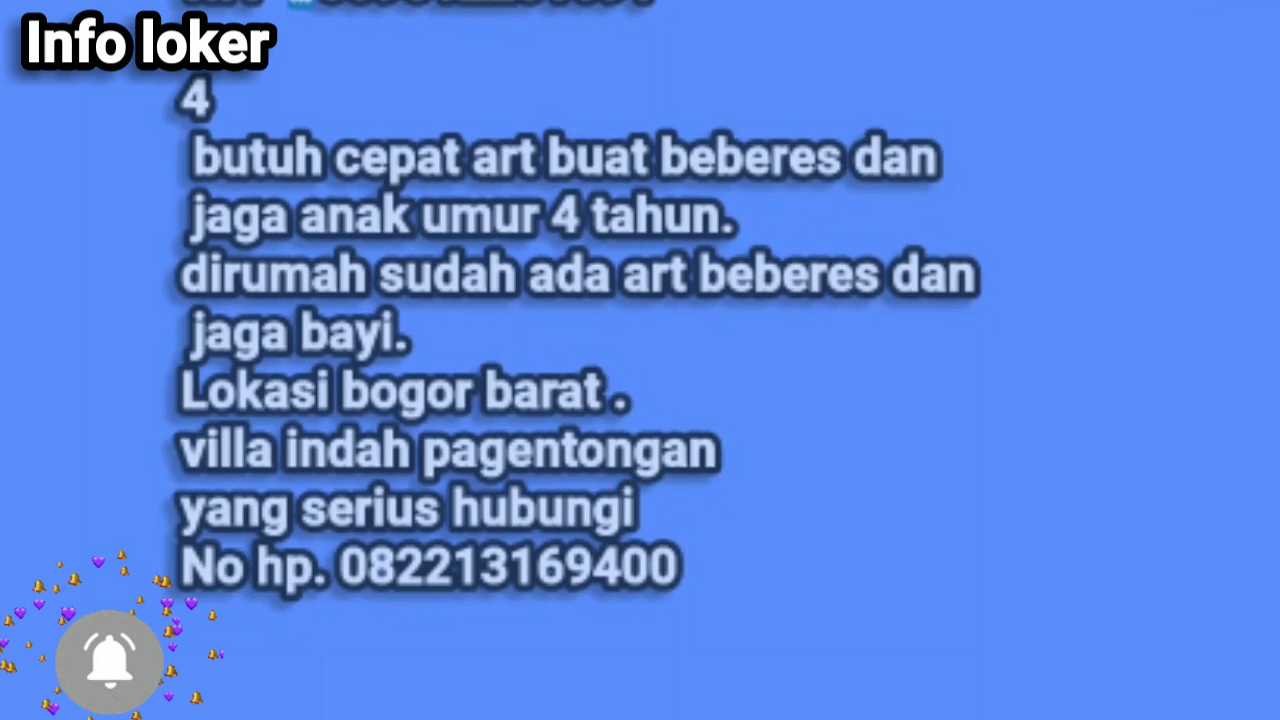 Info loker
4
butuh cepat art buat beberes dan
jaga anak umur 4 tahun.
dirumah sudah ada art beberes dan
jaga bayi.
Lokasi bogor barat .
villa indah pagentongan
yang serius hubungi
No hp. 082213169400